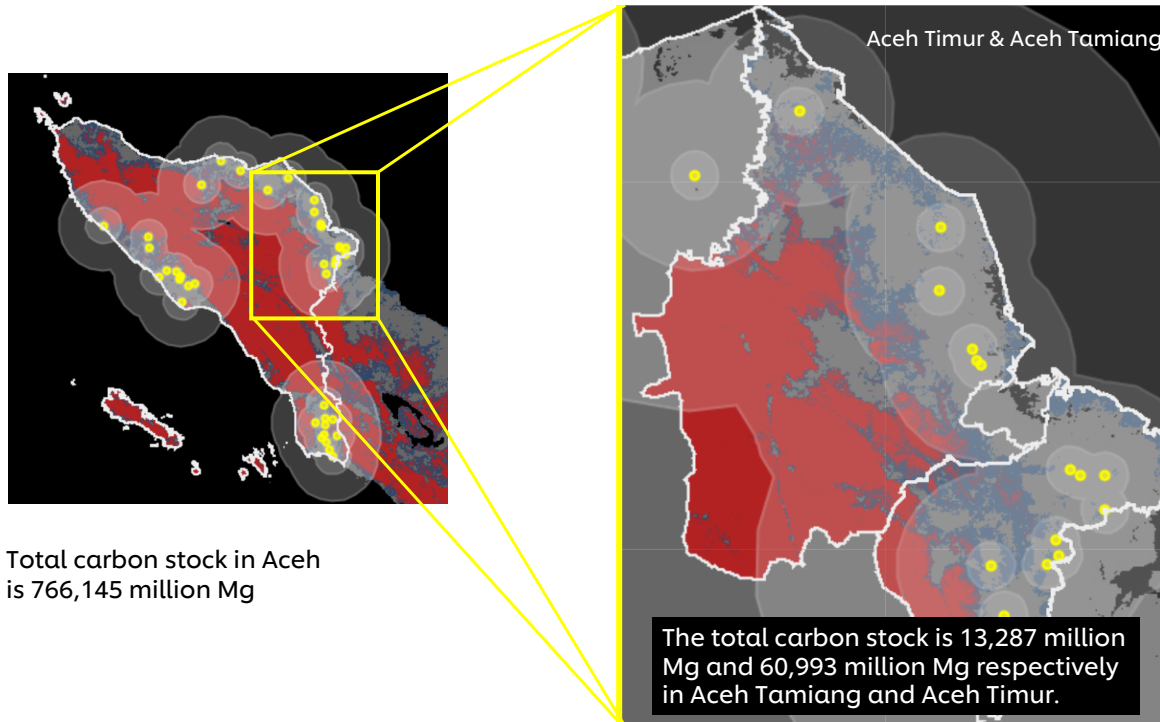 Aceh Timur & Aceh Tamiang
Total carbon stock in Aceh
is 766,145 million Mg
The total carbon stock is 13,287 million
Mg and 60,993 million Mg respectively
in Aceh Tamiang and Aceh Timur.